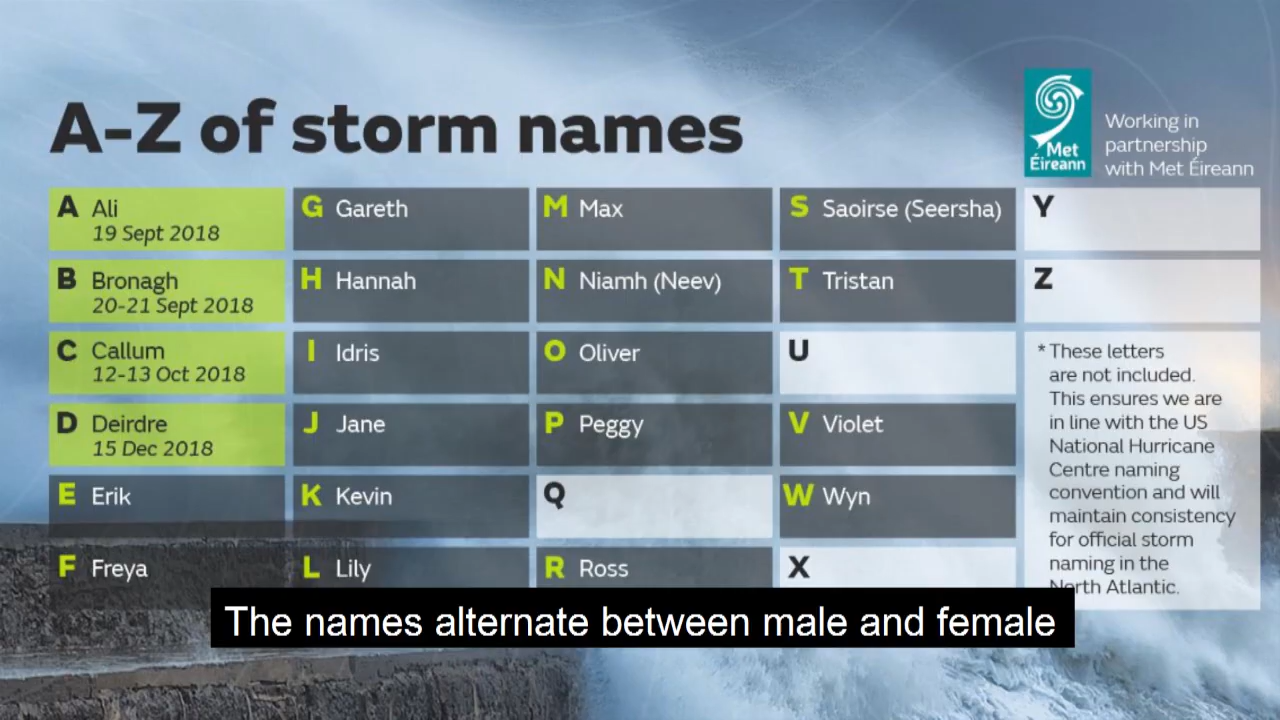 A-Z of storm names
Met
Éireann
Working in
partnership
with Met Éireann
A Ali
19 Sept 2018
B Bronagh
20-21 Sept 2018
C Callum
12-13 Oct 2018
D Deirdre
15 Dec 2018
E Erik
F Freya
G Gareth
H Hannah
I Idris
J Jane
K Kevin
L Lily
M Max
N Niamh (Neev)
O Oliver
P Peggy
Q
R Ross
S Saoirse (Seersha)
T Tristan
U
V Violet
W Wyn
X
Y
Z
* These letters
are not included.
This ensures we are
in line with the US
National Hurricane
Centre naming
convention and will
maintain consistency
for official storm
naming in the
North Atlantic.
The names alternate between male and female